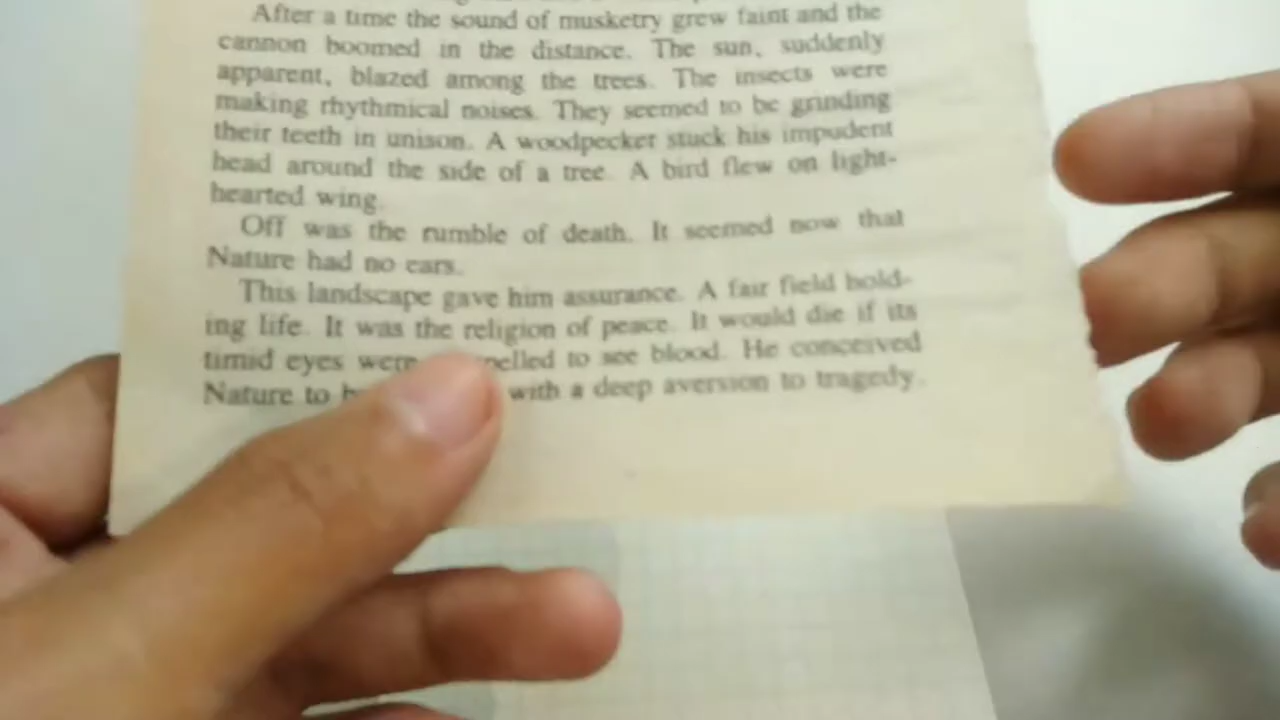 After a time the sound of musketry grew faint and the
cannon boomed in the distance. The sun, suddenly
apparent, blazed among the trees. The insects were
making rhythmical noises. They seemed to be grinding
their teeth in unison. A woodpecker stuck his impudent
head around the side of a tree. A bird flew on light-
hearted wing.
Off was the rumble of death. It seemed now that
Nature had no ears.
This landscape gave him assurance. A fair field hold-
ing life. It was the religion of peace. It would die if its
timid eyes were pelled to see blood. He conceived
Nature to with a deep aversion to tragedy.